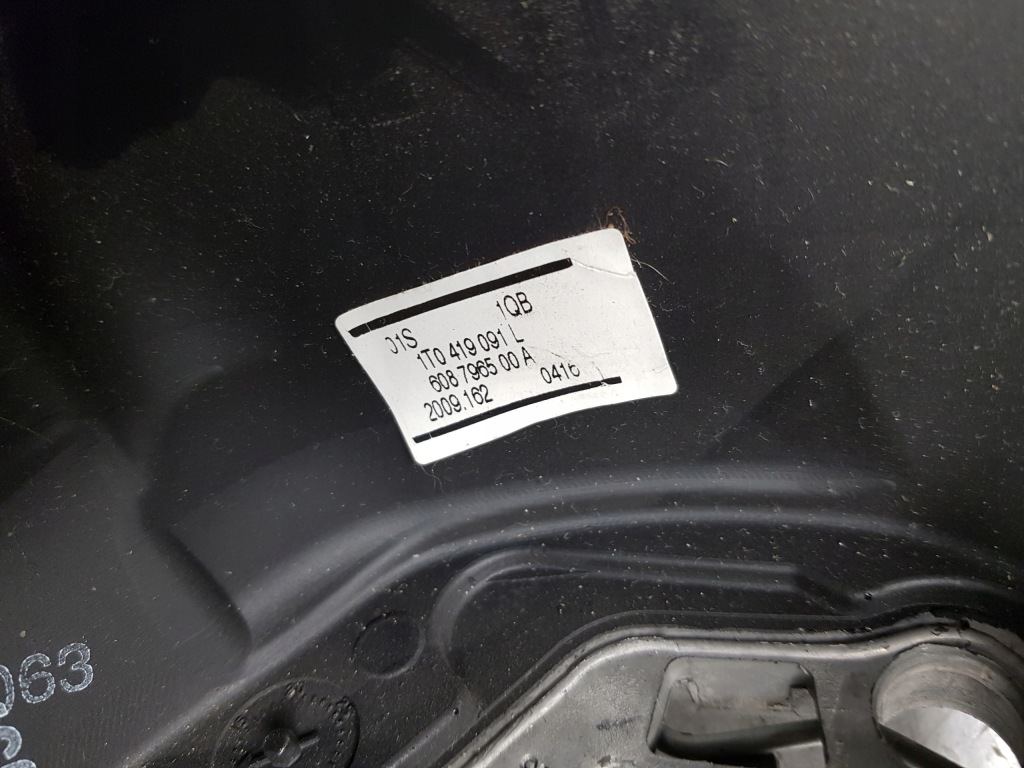 01S 1QB
1T0 419 091 L
608 7965 00 A
2009.162 0416
063